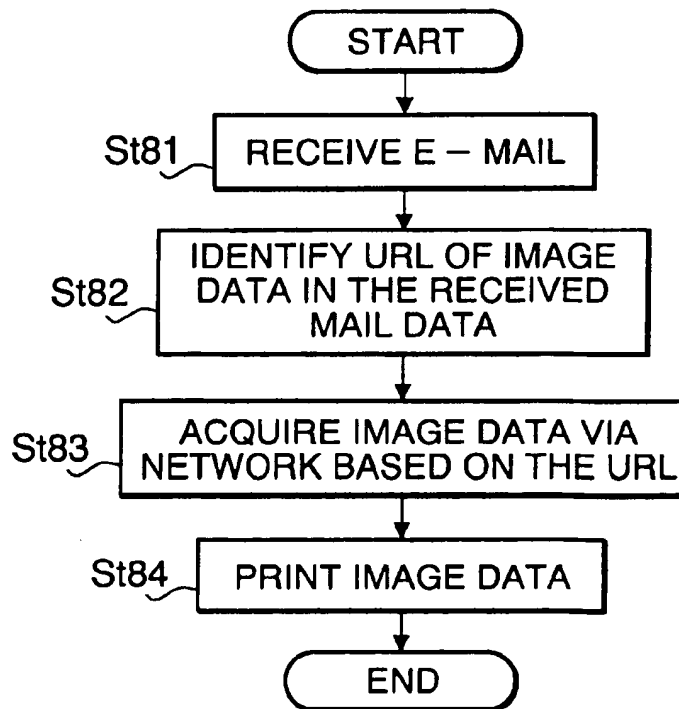 START
St81
RECEIVE E – MAIL
St82
IDENTIFY URL OF IMAGE
DATA IN THE RECEIVED
MAIL DATA
St83
ACQUIRE IMAGE DATA VIA
NETWORK BASED ON THE URL
St84
PRINT IMAGE DATA
END